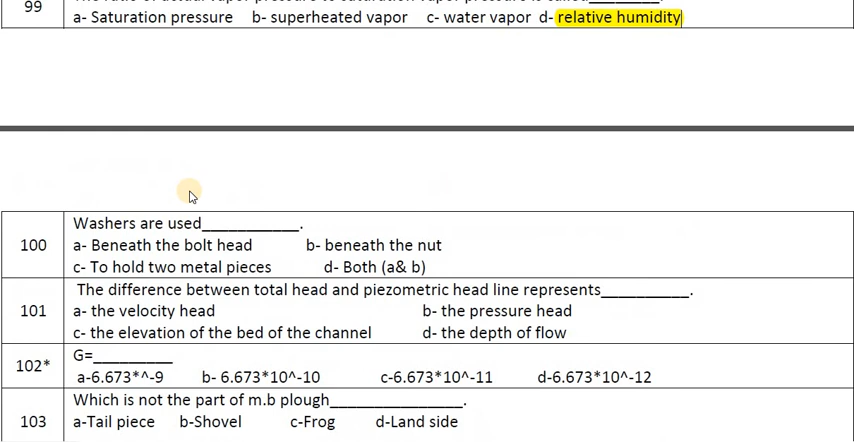 99
a- Saturation pressure b- superheated vapor c- water vapor d- relative humidity
Washers are used___________.
100 a- Beneath the bolt head b- beneath the nut
c- To hold two metal pieces d- Both (a& b)
The difference between total head and piezometric head line represents__________.
101 a- the velocity head b- the pressure head
c- the elevation of the bed of the channel d- the depth of flow
102* G=_________
a-6.673*^-9 b- 6.673*10^-10 c-6.673*10^-11 d-6.673*10^-12
Which is not the part of m.b plough_______________.
103 a-Tail piece b-Shovel c-Frog d-Land side